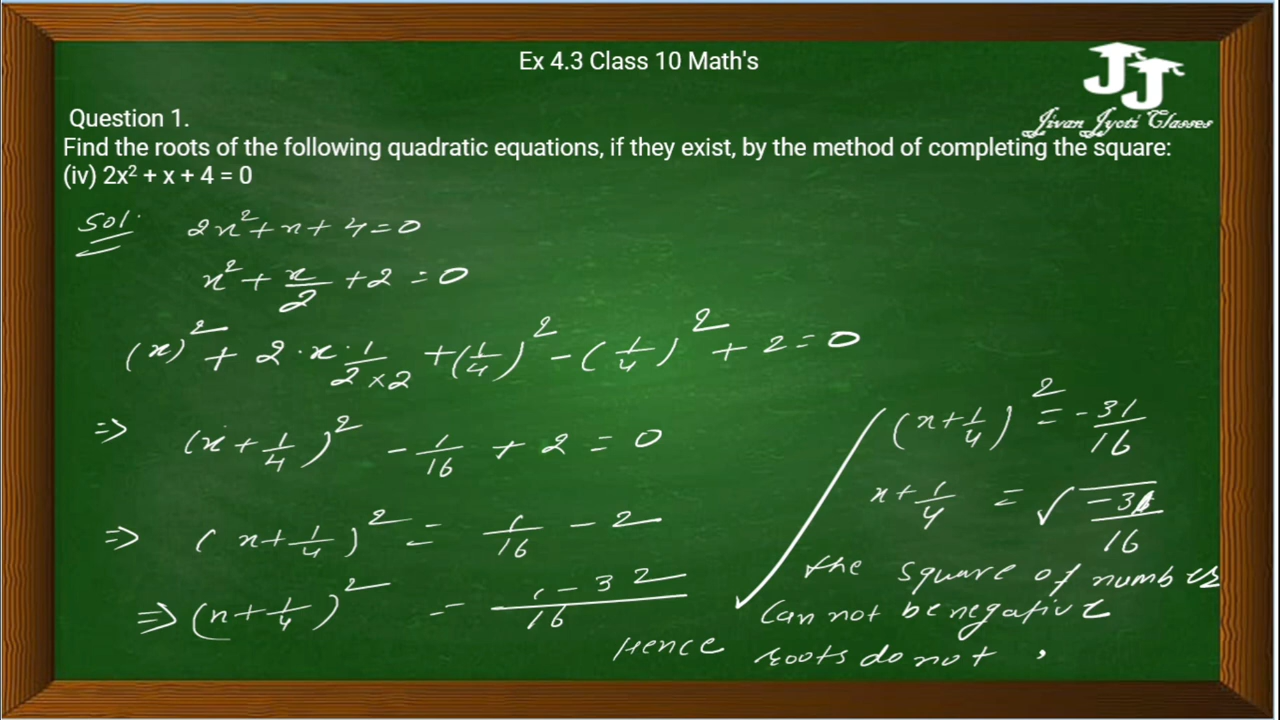 Ex 4.3 Class 10 Math's
JJ
Jivan Jyoti Classes
Question 1.
Find the roots of the following quadratic equations, if they exist, by the method of completing the square:
(iv) 2x² + x + 4 = 0
Sol. 2x² + x + 4 = 0
x² + x/2 + 2 = 0
(x)² + 2 · x · 1/(2×2) + (1/4)² - (1/4)² + 2 = 0
=> (x + 1/4)² - 1/16 + 2 = 0
=> (x + 1/4)² = 1/16 - 2
=> (x + 1/4)² = (1 - 32)/16
(x + 1/4)² = -31/16
x + 1/4 = √(-31/16)
the square of number
can not be negative
Hence roots do not